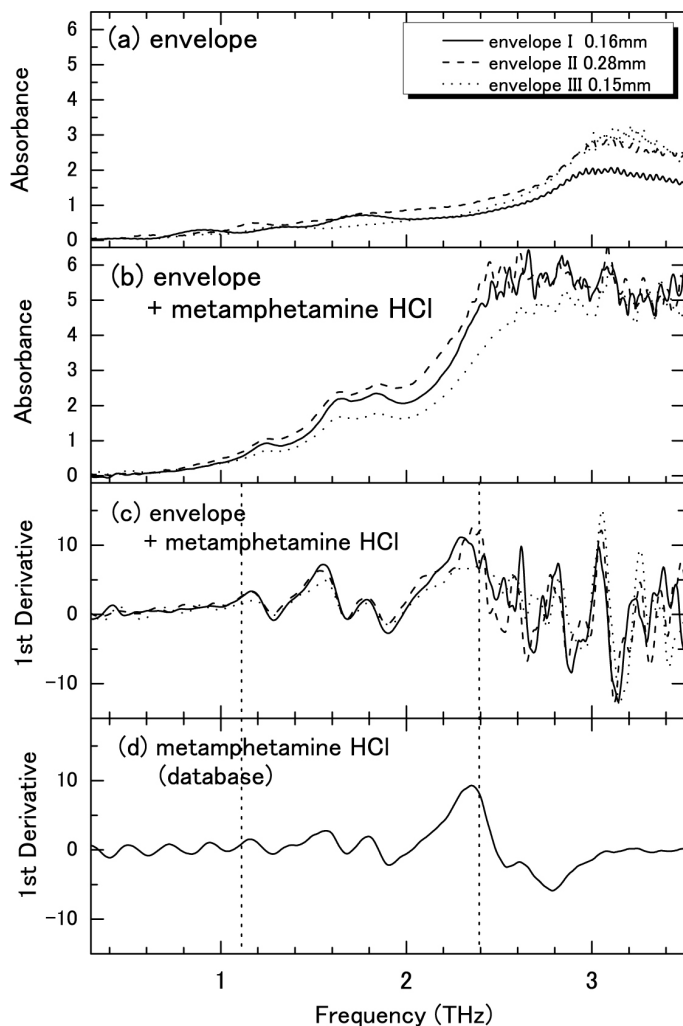 (a) envelope
envelope I 0.16mm
envelope II 0.28mm
envelope III 0.15mm
Absorbance
6
5
4
3
2
1
0
(b) envelope
+ metamphetamine HCl
Absorbance
6
5
4
3
2
1
0
(c) envelope
+ metamphetamine HCl
1st Derivative
10
0
-10
(d) metamphetamine HCl
(database)
1st Derivative
10
0
-10
1 2 3
Frequency (THz)